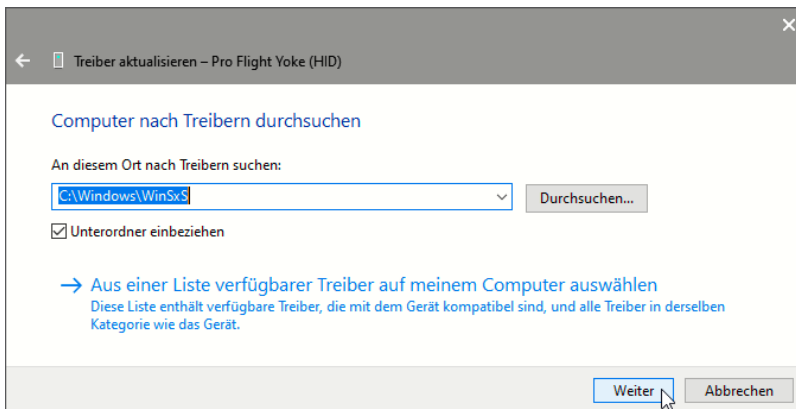 Treiber aktualisieren – Pro Flight Yoke (HID)
Computer nach Treibern durchsuchen
An diesem Ort nach Treibern suchen:
C:\Windows\WinSxS
Durchsuchen...
Unterordner einbeziehen
Aus einer Liste verfügbarer Treiber auf meinem Computer auswählen
Diese Liste enthält verfügbare Treiber, die mit dem Gerät kompatibel sind, und alle Treiber in derselben
Kategorie wie das Gerät.
Weiter
Abbrechen